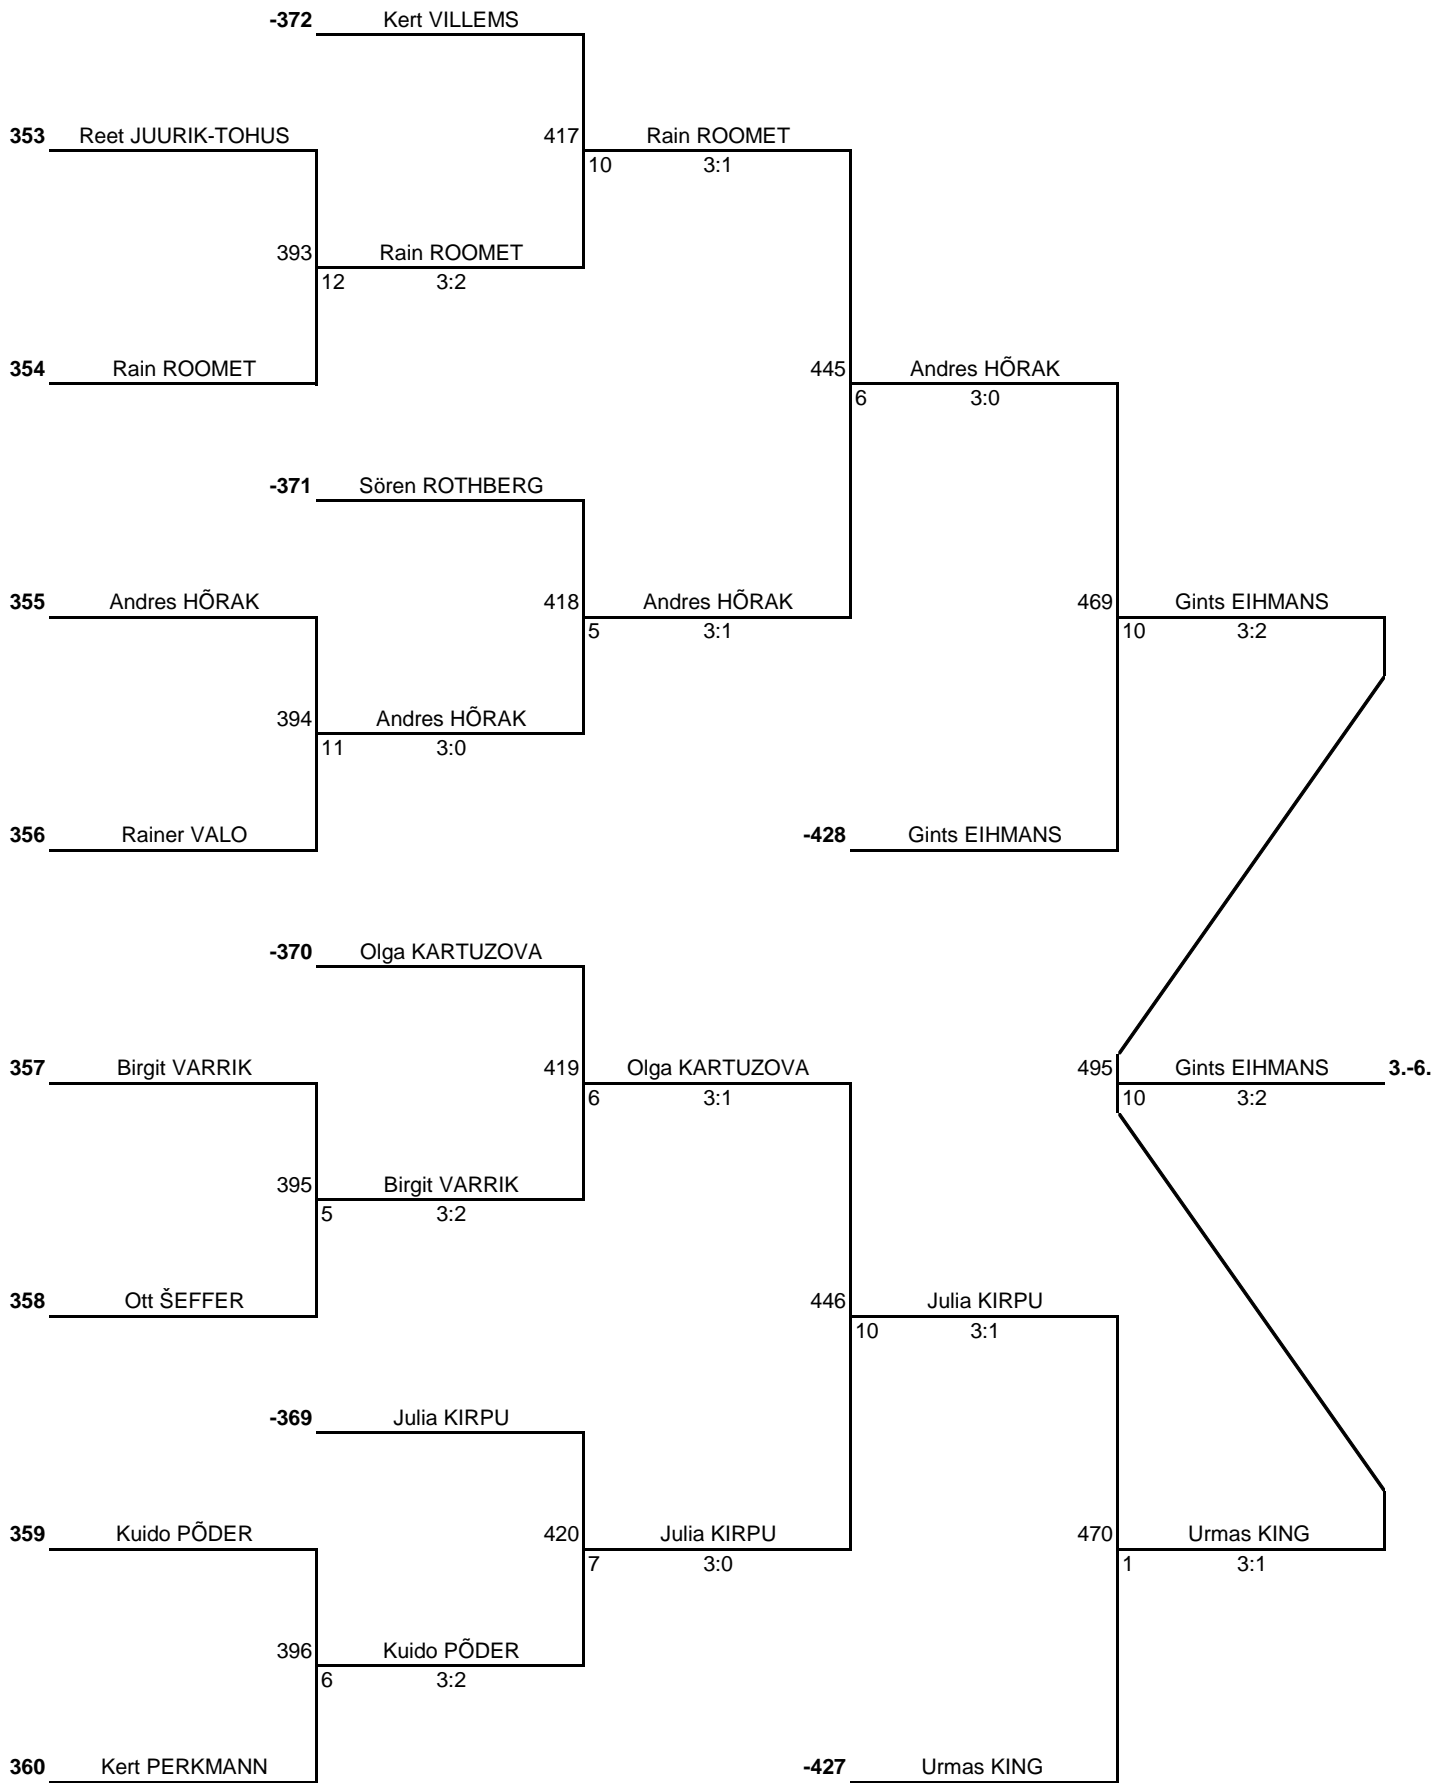 -372 Kert VILLEMS
353 Reet JUURIK-TOHUS 417 Rain ROOMET
10 3:1
393 Rain ROOMET
12 3:2
354 Rain ROOMET 445 Andres HÕRAK
6 3:0
-371 Sören ROTHBERG
355 Andres HÕRAK 418 Andres HÕRAK 469 Gints EIHMANS
5 3:1 10 3:2
394 Andres HÕRAK
11 3:0
356 Rainer VALO -428 Gints EIHMANS
-370 Olga KARTUZOVA
357 Birgit VARRIK 419 Olga KARTUZOVA 495 Gints EIHMANS 3.-6.
6 3:1 10 3:2
395 Birgit VARRIK
5 3:2
358 Ott ŠEFFER 446 Julia KIRPU
10 3:1
-369 Julia KIRPU
359 Kuido PÕDER 420 Julia KIRPU 470 Urmas KING
7 3:0 1 3:1
396 Kuido PÕDER
6 3:2
360 Kert PERKMANN -427 Urmas KING